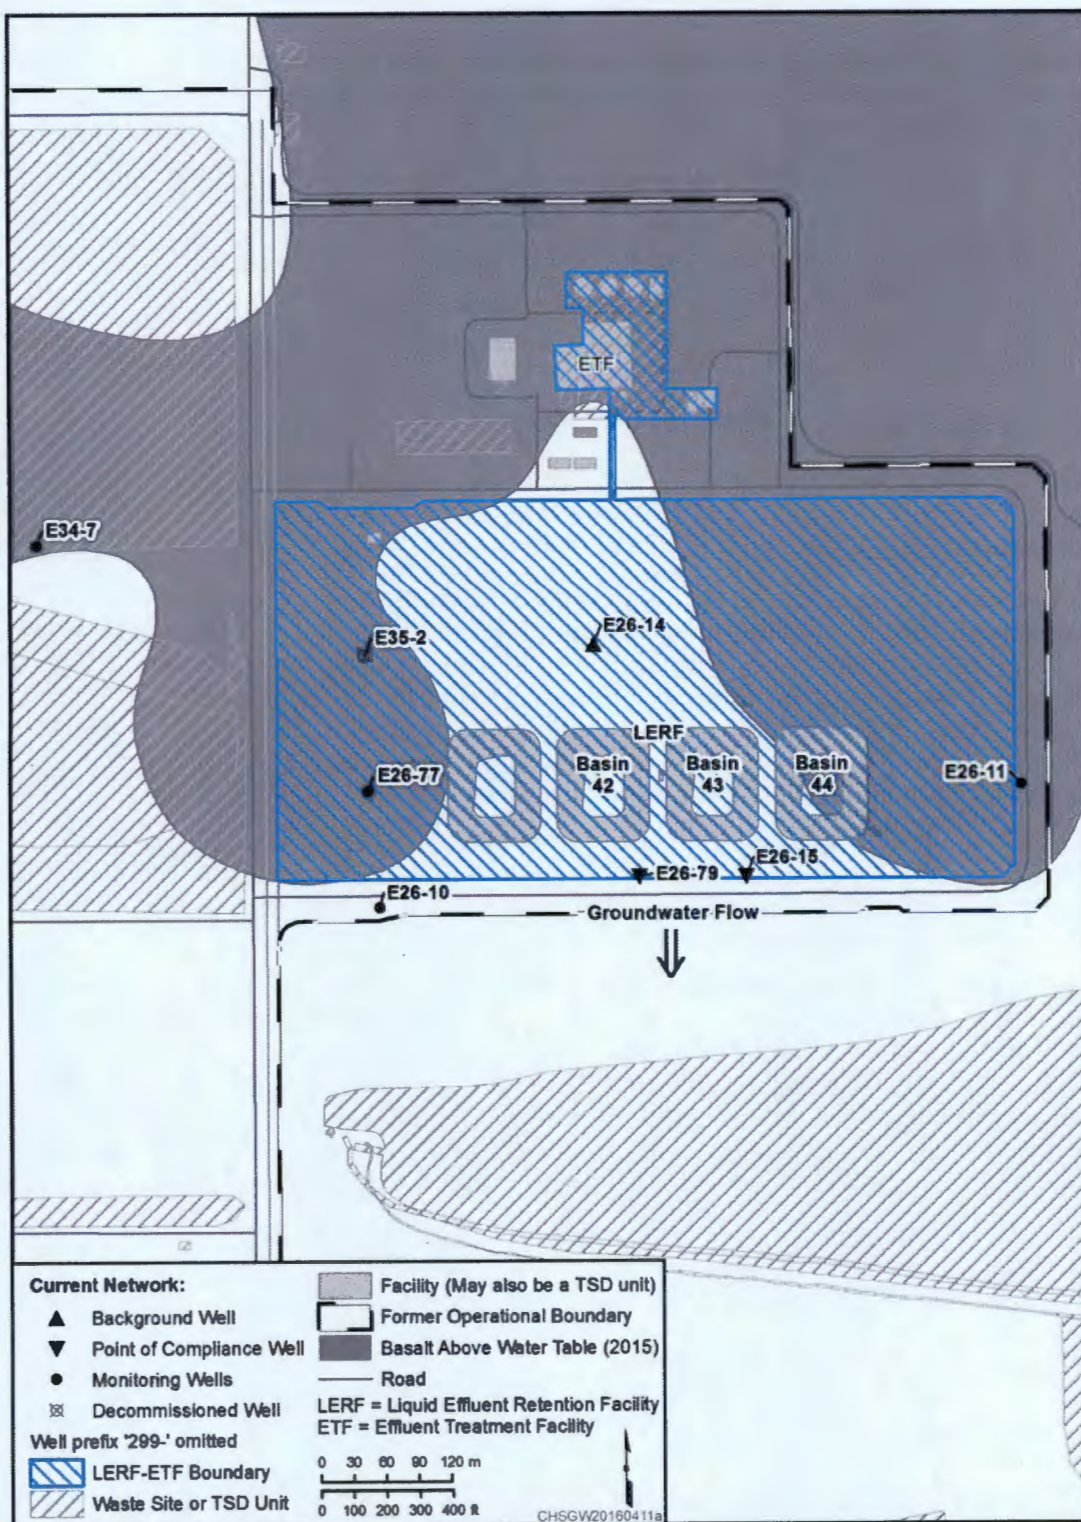 ETF
E34-7
E35-2
E26-14
LERF
E26-77
Basin
42
Basin
43
Basin
44
E26-11
E26-15
E26-79
E26-10
Groundwater Flow
Current Network:
Background Well
Point of Compliance Well
Monitoring Wells
Decommissioned Well
Well prefix '299-' omitted
LERF-ETF Boundary
Waste Site or TSD Unit
Facility (May also be a TSD unit)
Former Operational Boundary
Basalt Above Water Table (2015)
Road
LERF = Liquid Effluent Retention Facility
ETF = Effluent Treatment Facility
0 30 60 90 120 m
0 100 200 300 400 ft
CHSGW20160411a